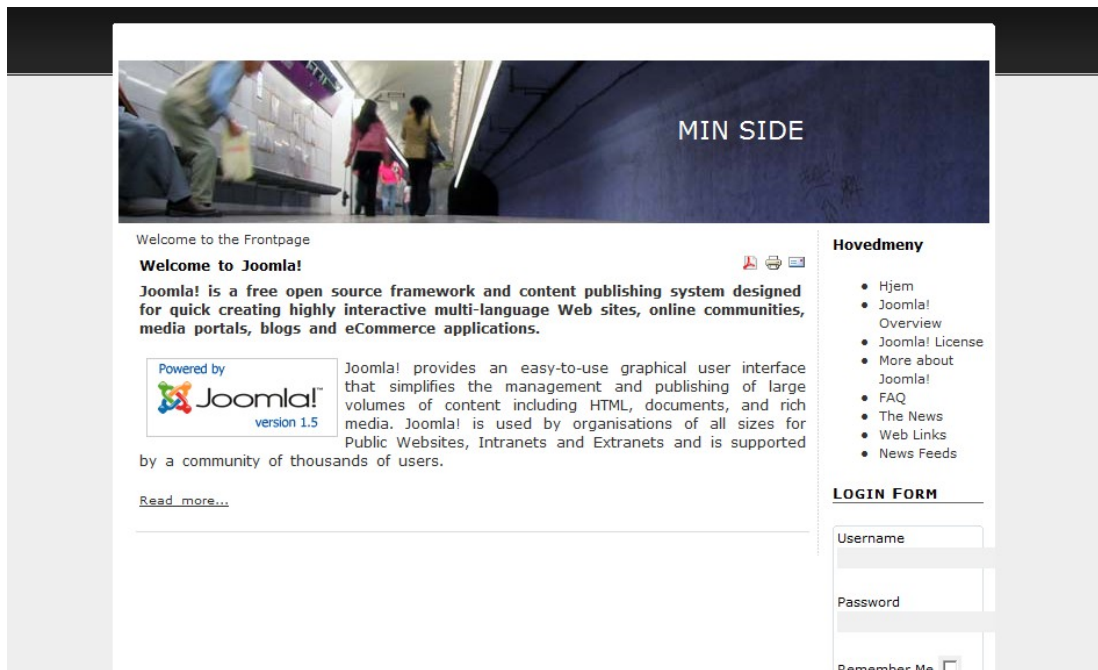 MIN SIDE
Welcome to the Frontpage
Welcome to Joomla!
Joomla! is a free open source framework and content publishing system designed
for quick creating highly interactive multi-language Web sites, online communities,
media portals, blogs and eCommerce applications.
Powered by
Joomla!™
version 1.5
Joomla! provides an easy-to-use graphical user interface
that simplifies the management and publishing of large
volumes of content including HTML, documents, and rich
media. Joomla! is used by organisations of all sizes for
Public Websites, Intranets and Extranets and is supported
by a community of thousands of users.
Read more...
Hovedmeny
Hjem
Joomla!
Overview
Joomla! License
More about
Joomla!
FAQ
The News
Web Links
News Feeds
LOGIN FORM
Username
Password
Remember Me